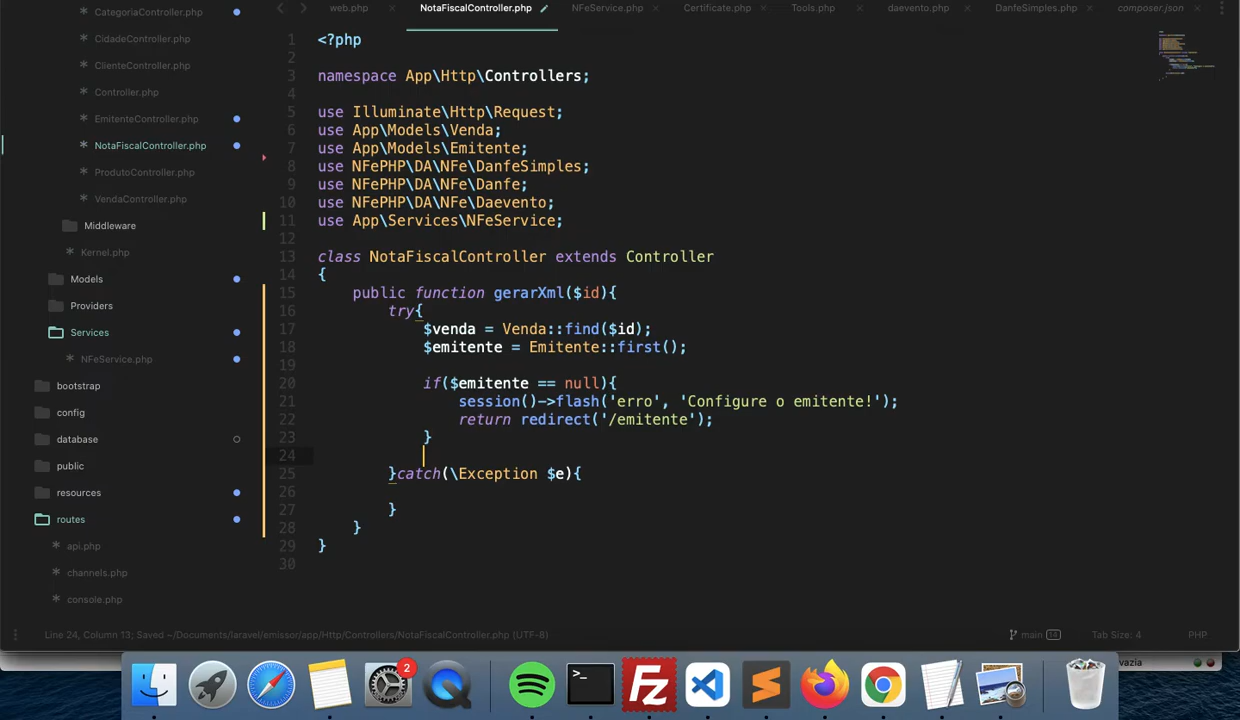 CategoriaController.php
CidadeController.php
ClienteController.php
Controller.php
EmitenteController.php
NotaFiscalController.php
ProdutoController.php
VendaController.php
Middleware
Kernel.php
Models
Providers
Services
NFeService.php
bootstrap
config
database
public
resources
routes
api.php
channels.php
console.php
web.php NotaFiscalController.php NFeService.php Certificate.php Tools.php daevento.php DanfeSimples.php composer.json
1 <?php
2
3 namespace App\Http\Controllers;
4
5 use Illuminate\Http\Request;
6 use App\Models\Venda;
7 use App\Models\Emitente;
8 use NFePHP\DA\NFe\DanfeSimples;
9 use NFePHP\DA\NFe\Danfe;
10 use NFePHP\DA\NFe\Daevento;
11 use App\Services\NFeService;
12
13 class NotaFiscalController extends Controller
14 {
15 public function gerarXml($id){
16 try{
17 $venda = Venda::find($id);
18 $emitente = Emitente::first();
19
20 if($emitente == null){
21 session()->flash('erro', 'Configure o emitente!');
22 return redirect('/emitente');
23 }
24
25 }catch(\Exception $e){
26
27 }
28 }
29 }
30
Line 24, Column 13; Saved ~/Documents/laravel/emissor/app/Http/Controllers/NotaFiscalController.php (UTF-8)
main 14 Tab Size: 4 PHP
vazia
2